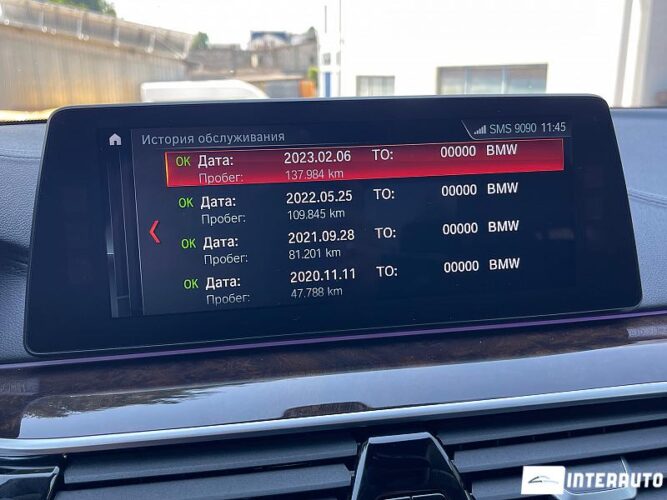 SMS 9090 11:45
История обслуживания
OK Дата: 2023.02.06 ТО: 00000 BMW
Пробег: 137.984 km
OK Дата: 2022.05.25 ТО: 00000 BMW
Пробег: 109.845 km
OK Дата: 2021.09.28 ТО: 00000 BMW
Пробег: 81.201 km
OK Дата: 2020.11.11 ТО: 00000 BMW
Пробег: 47.788 km
INTERAUTO